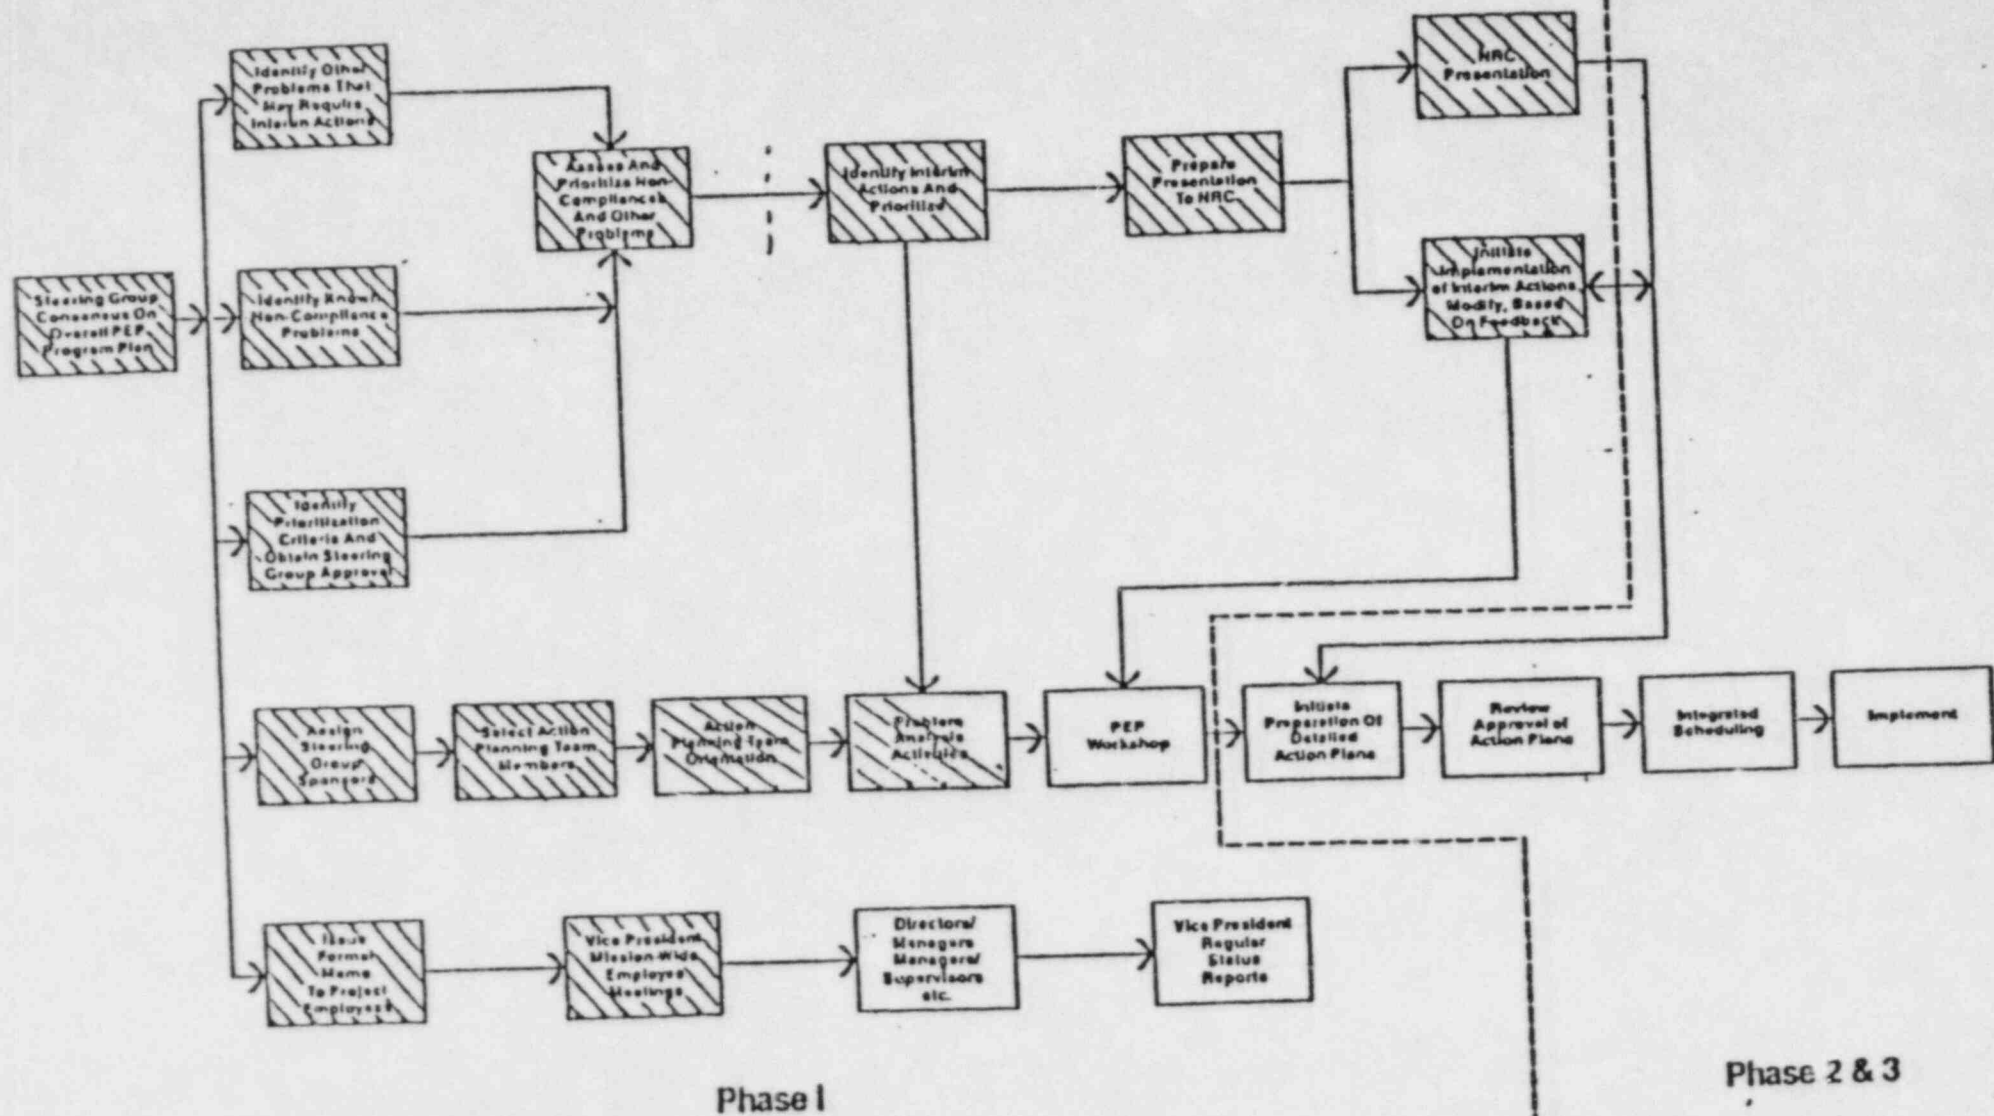 Identify Other
Problems That
May Require
Interim Actions
NRC
Presentation
Assess And
Prioritize Non-
Compliances
And Other
Problems
Identify Interim
Actions And
Prioritize
Prepare
Presentation
To NRC
Initiate
Implementation
of Interim Actions
Modify, Based
On Feedback
Steering Group
Consensus On
Overall PEP
Program Plan
Identify Known
Non-Compliance
Problems
Identify
Prioritization
Criteria And
Obtain Steering
Group Approval
Assign
Steering
Group
Sponsors
Select Action
Planning Team
Members
Action
Planning Team
Orientation
Problem
Analysis
Activities
PEP
Workshop
Initiate
Preparation Of
Detailed
Action Plans
Review
Approval of
Action Plans
Integrated
Scheduling
Implement
Issue
Formal
Memo
To Project
Employees
Vice President
Mission-Wide
Employee
Meetings
Directors/
Managers
Managers/
Supervisors
etc.
Vice President
Regular
Status
Reports
Phase I
Phase 2 & 3